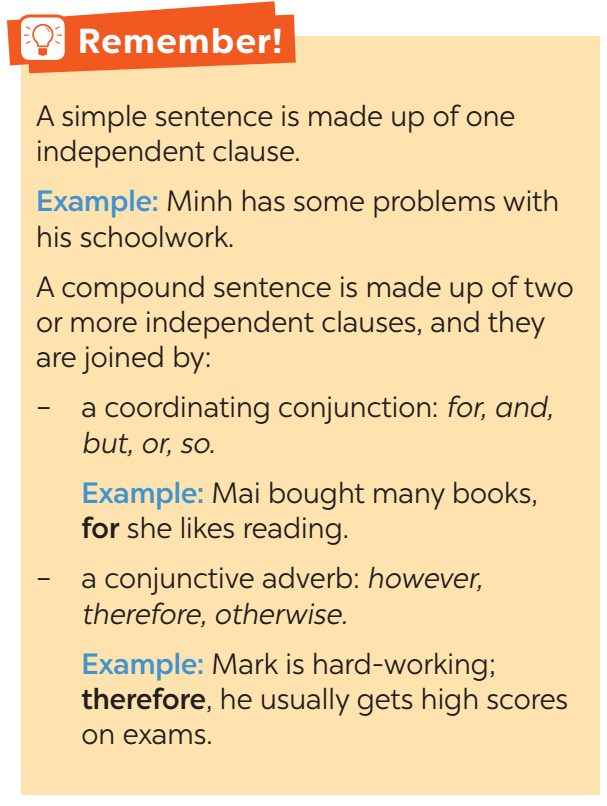 Remember!
A simple sentence is made up of one
independent clause.
Example: Minh has some problems with
his schoolwork.
A compound sentence is made up of two
or more independent clauses, and they
are joined by:
– a coordinating conjunction: for, and,
but, or, so.
Example: Mai bought many books,
for she likes reading.
– a conjunctive adverb: however,
therefore, otherwise.
Example: Mark is hard-working;
therefore, he usually gets high scores
on exams.